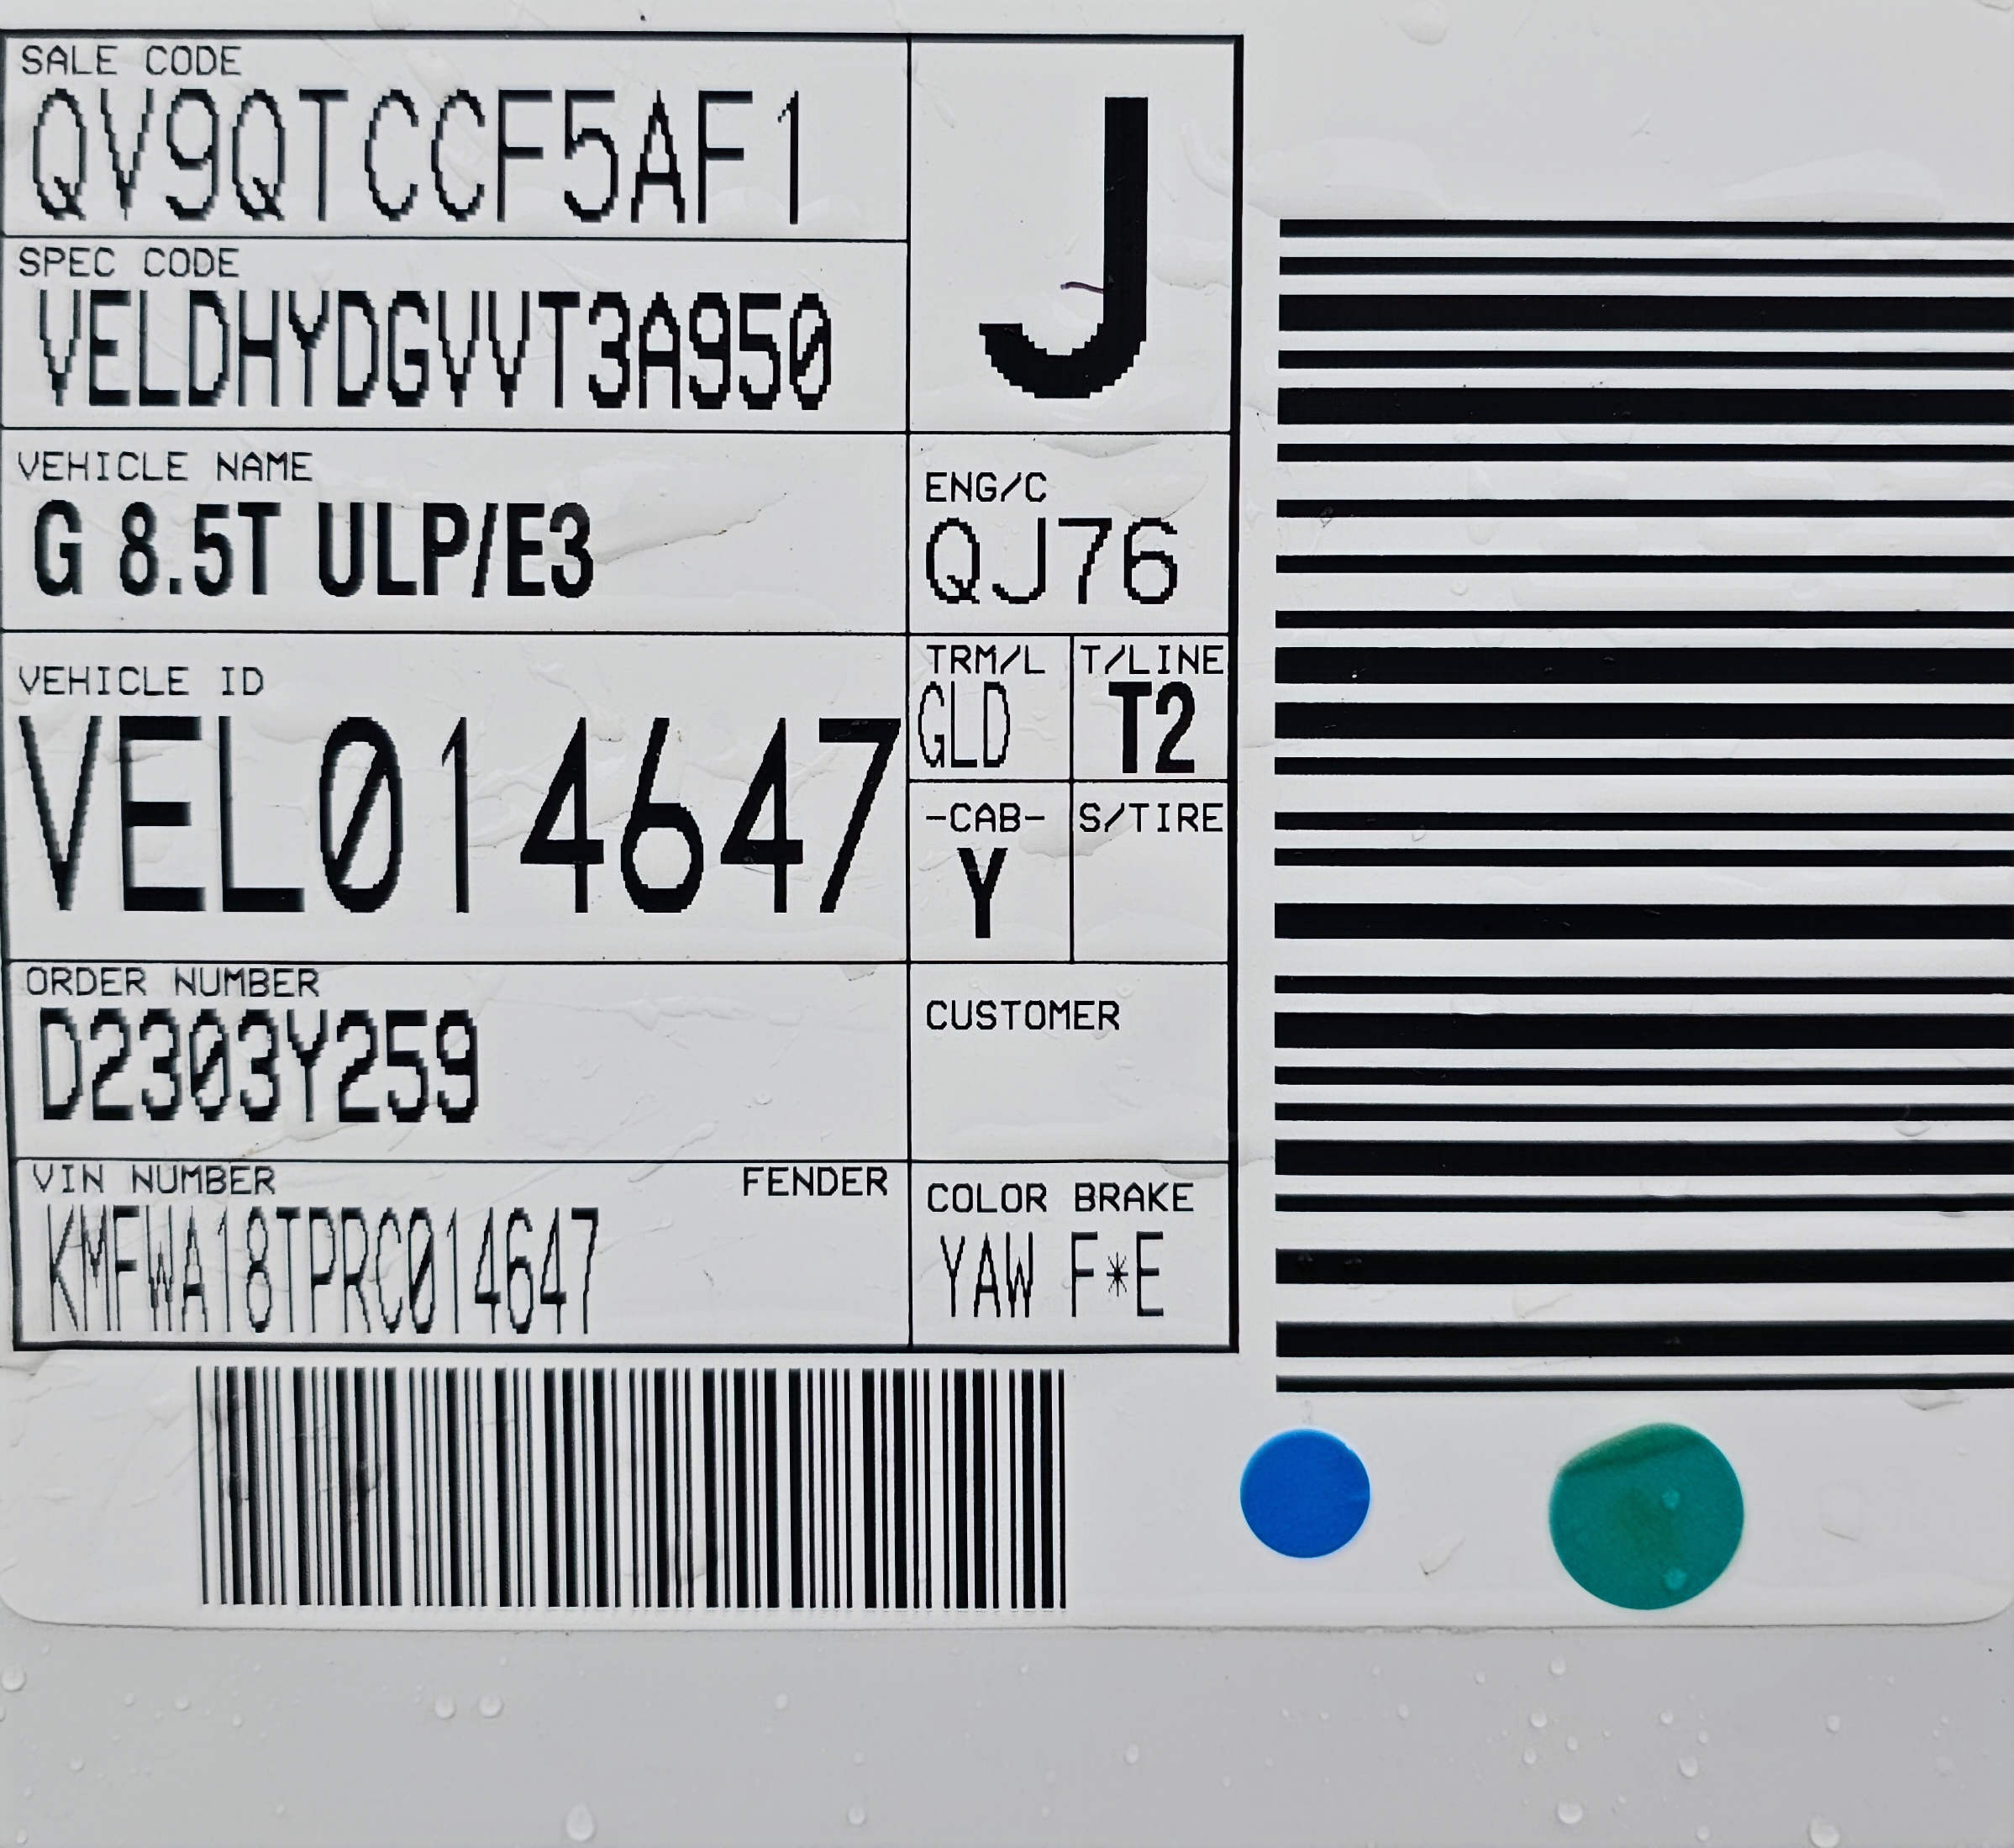 SALE CODE
QV9QTCCF5AF1
J
SPEC CODE
VELDHYDGVVT3A950
VEHICLE NAME
G 8.5T ULP/E3
ENG/C
QJ76
TRM/L T/LINE
GLD T2
VEHICLE ID
VEL014647
-CAB- S/TIRE
Y
ORDER NUMBER
D2303Y259
CUSTOMER
VIN NUMBER FENDER
KMFWA18TPRC014647
COLOR BRAKE
YAW F*E